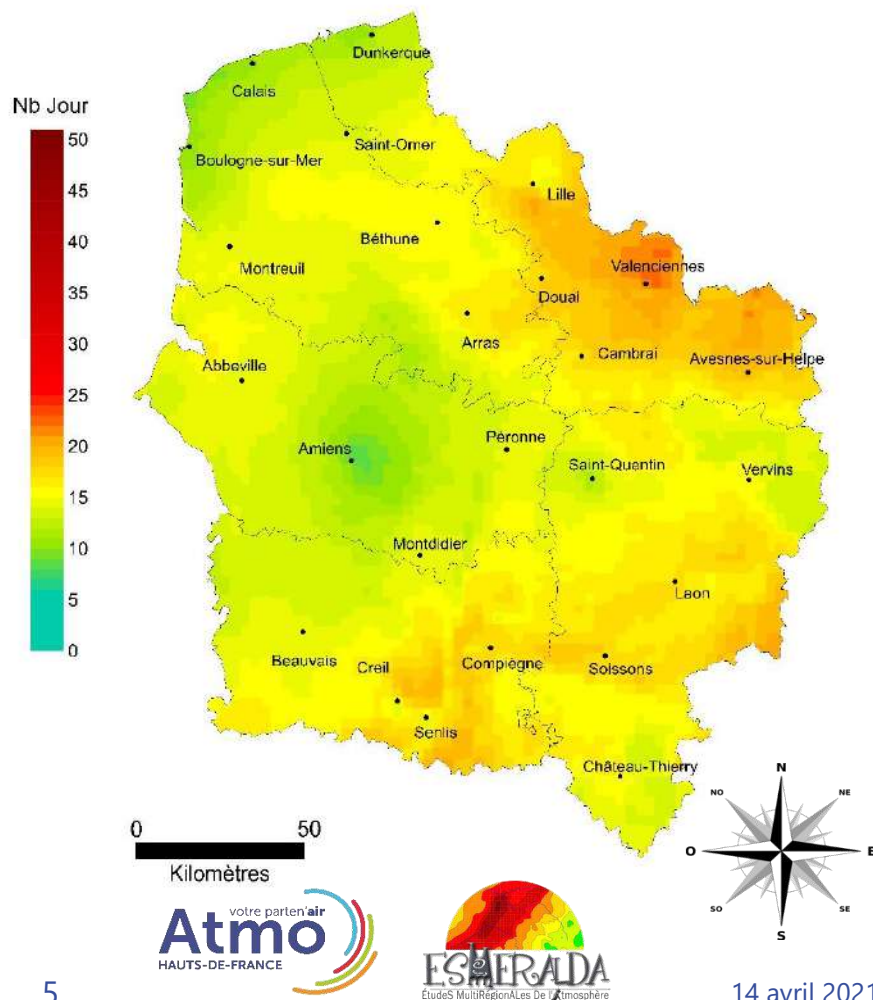 Dunkerque
Calais
Nb Jour
50
45
40
35
30
25
20
15
10
5
0
Saint-Omer
Boulogne-sur-Mer
Lille
Béthune
Montreuil
Valenciennes
Douai
Arras
Cambrai
Avesnes-sur-Helpe
Abbeville
Amiens
Péronne
Saint-Quentin
Vervins
Montdidier
Laon
Beauvais
Creil
Compiègne
Soissons
Senlis
Château-Thierry
N
NO
NE
O
E
SO
SE
S
0 50
Kilomètres
votre parten'air
Atmo
HAUTS-DE-FRANCE
ESMERALDA
ÉtudeS MultiRégionALes De l'Atmosphère
5
14 avril 2021